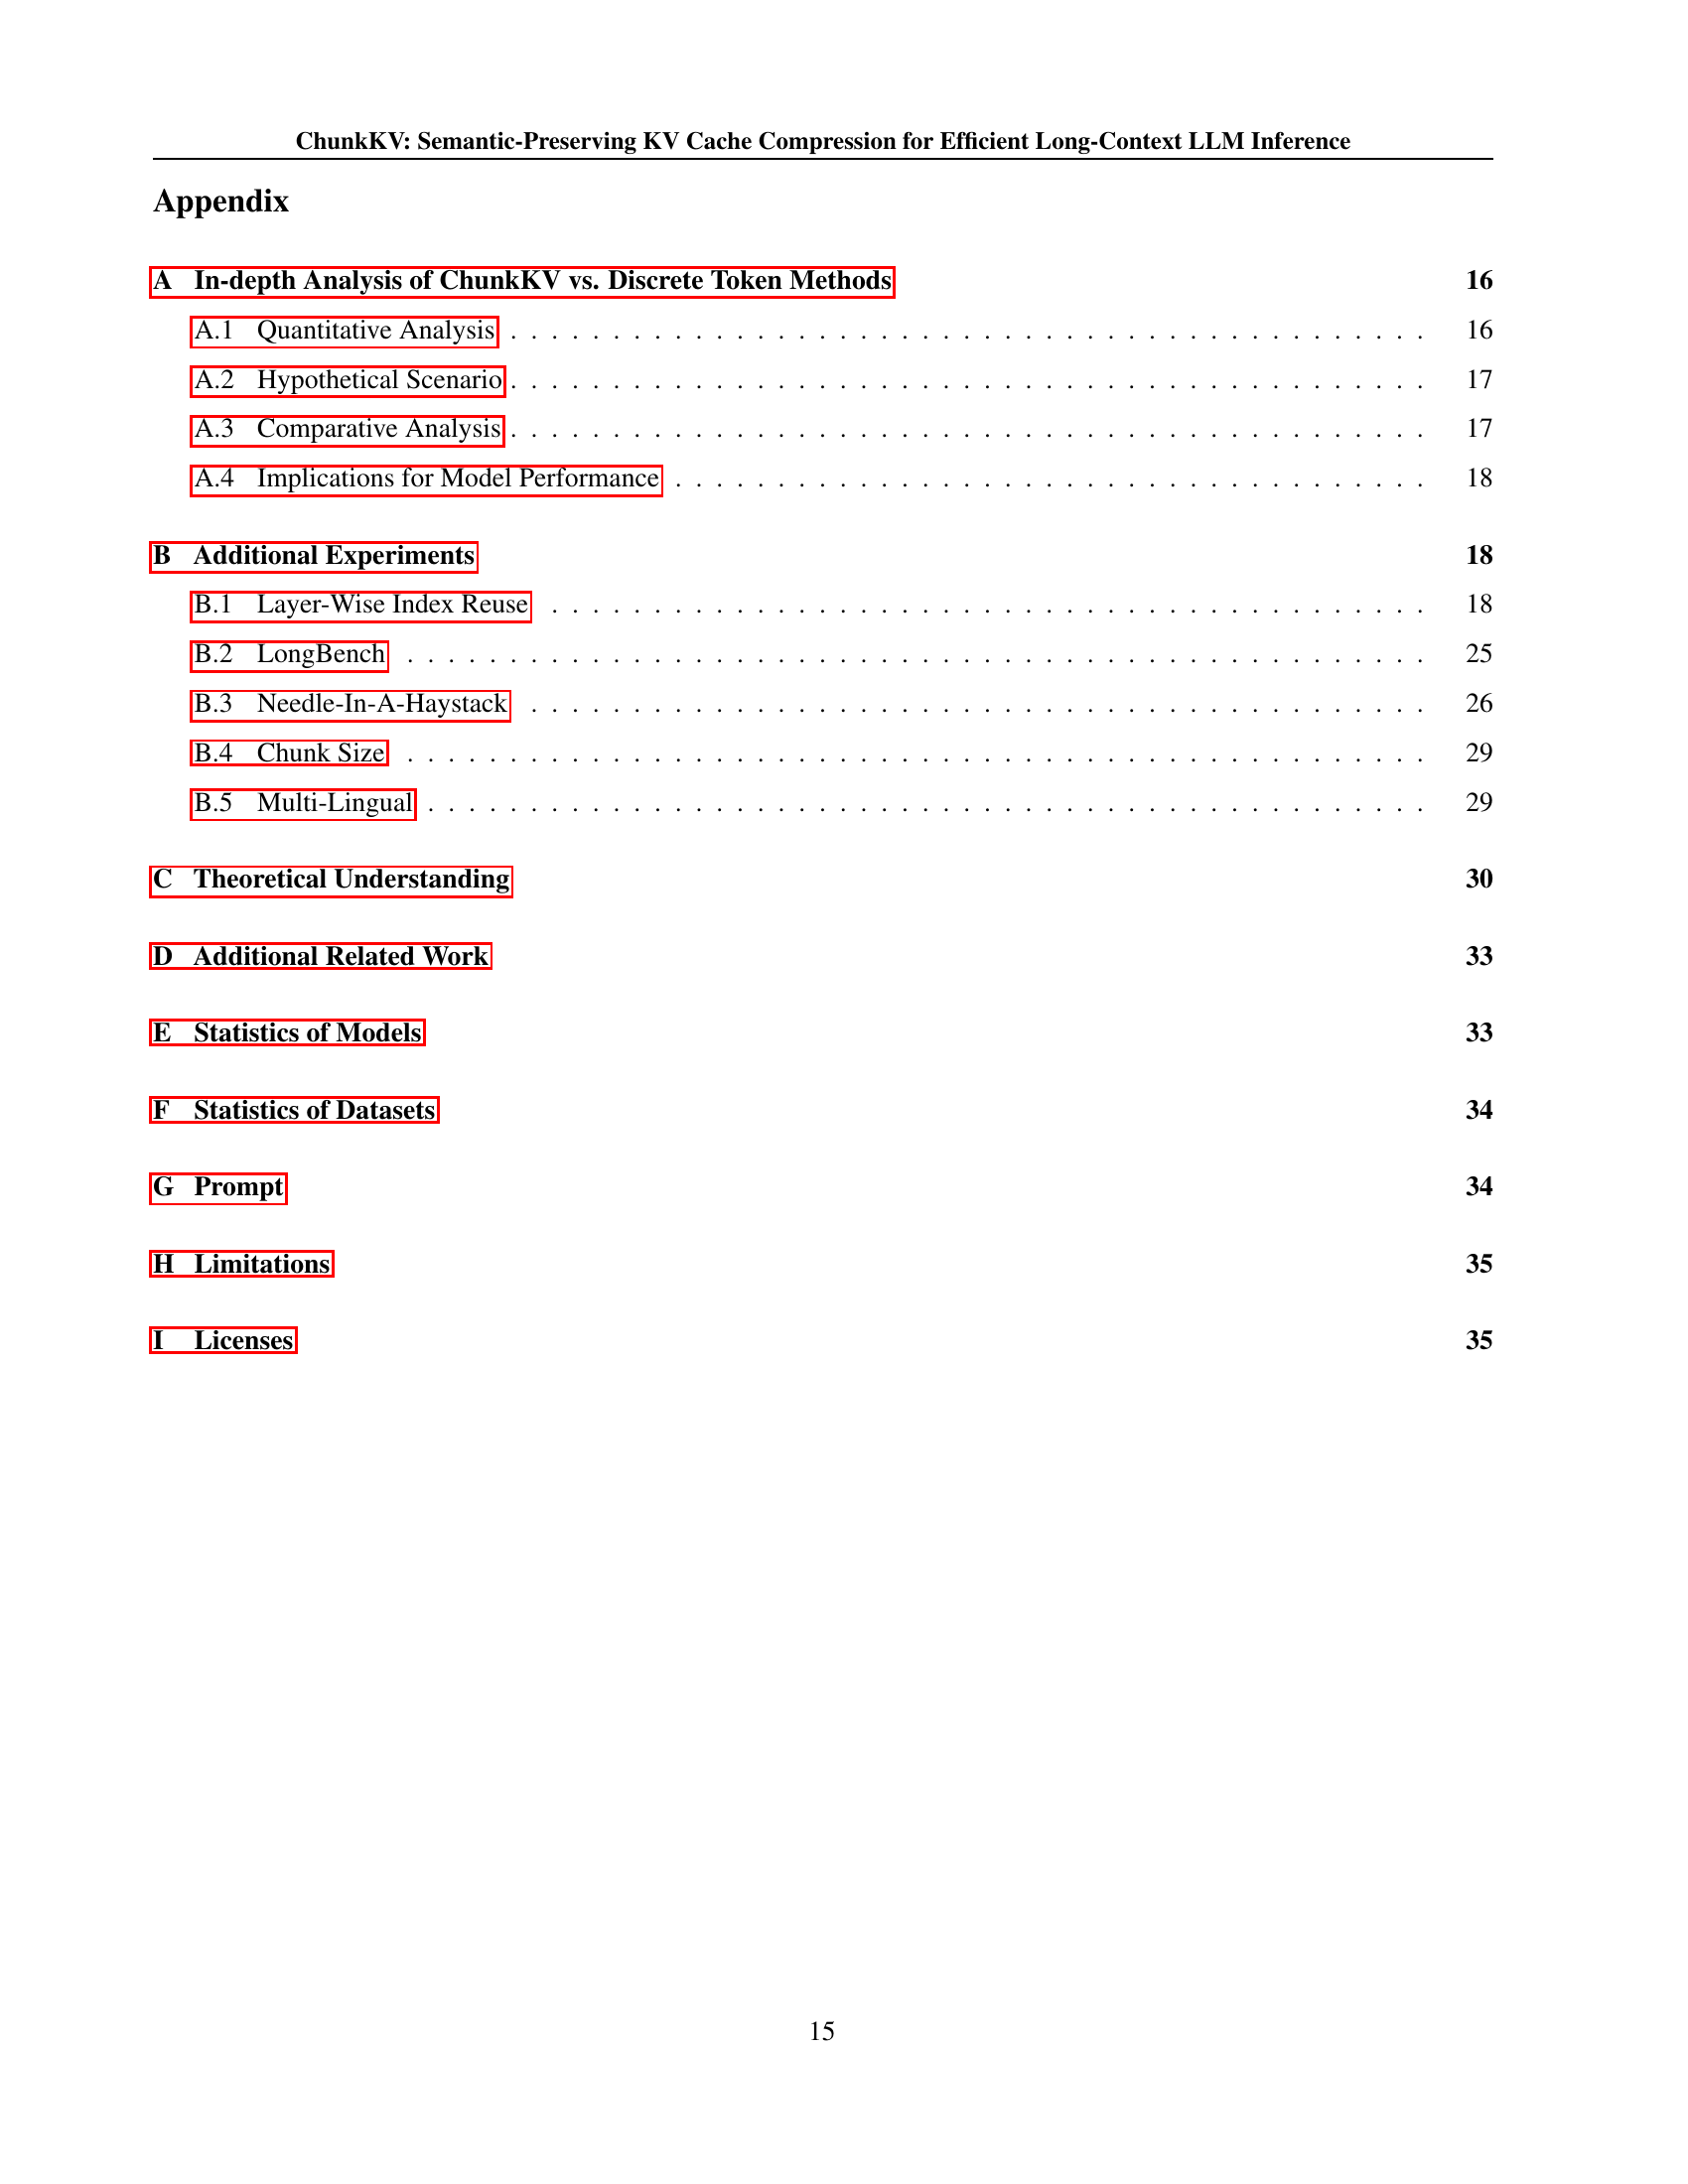 ChunkKV: Semantic-Preserving KV Cache Compression for Efficient Long-Context LLM Inference
Appendix
A In-depth Analysis of ChunkKV vs. Discrete Token Methods 16
A.1 Quantitative Analysis . . . . . . . . . . . . . . . . . . . . . . . . . . . . . . . . . . . . . . . . . . . . . 16
A.2 Hypothetical Scenario . . . . . . . . . . . . . . . . . . . . . . . . . . . . . . . . . . . . . . . . . . . . . 17
A.3 Comparative Analysis . . . . . . . . . . . . . . . . . . . . . . . . . . . . . . . . . . . . . . . . . . . . . 17
A.4 Implications for Model Performance . . . . . . . . . . . . . . . . . . . . . . . . . . . . . . . . . . . . . 18
B Additional Experiments 18
B.1 Layer-Wise Index Reuse . . . . . . . . . . . . . . . . . . . . . . . . . . . . . . . . . . . . . . . . . . . 18
B.2 LongBench . . . . . . . . . . . . . . . . . . . . . . . . . . . . . . . . . . . . . . . . . . . . . . . . . . 25
B.3 Needle-In-A-Haystack . . . . . . . . . . . . . . . . . . . . . . . . . . . . . . . . . . . . . . . . . . . . 26
B.4 Chunk Size . . . . . . . . . . . . . . . . . . . . . . . . . . . . . . . . . . . . . . . . . . . . . . . . . . 29
B.5 Multi-Lingual . . . . . . . . . . . . . . . . . . . . . . . . . . . . . . . . . . . . . . . . . . . . . . . . . 29
C Theoretical Understanding 30
D Additional Related Work 33
E Statistics of Models 33
F Statistics of Datasets 34
G Prompt 34
H Limitations 35
I Licenses 35
15